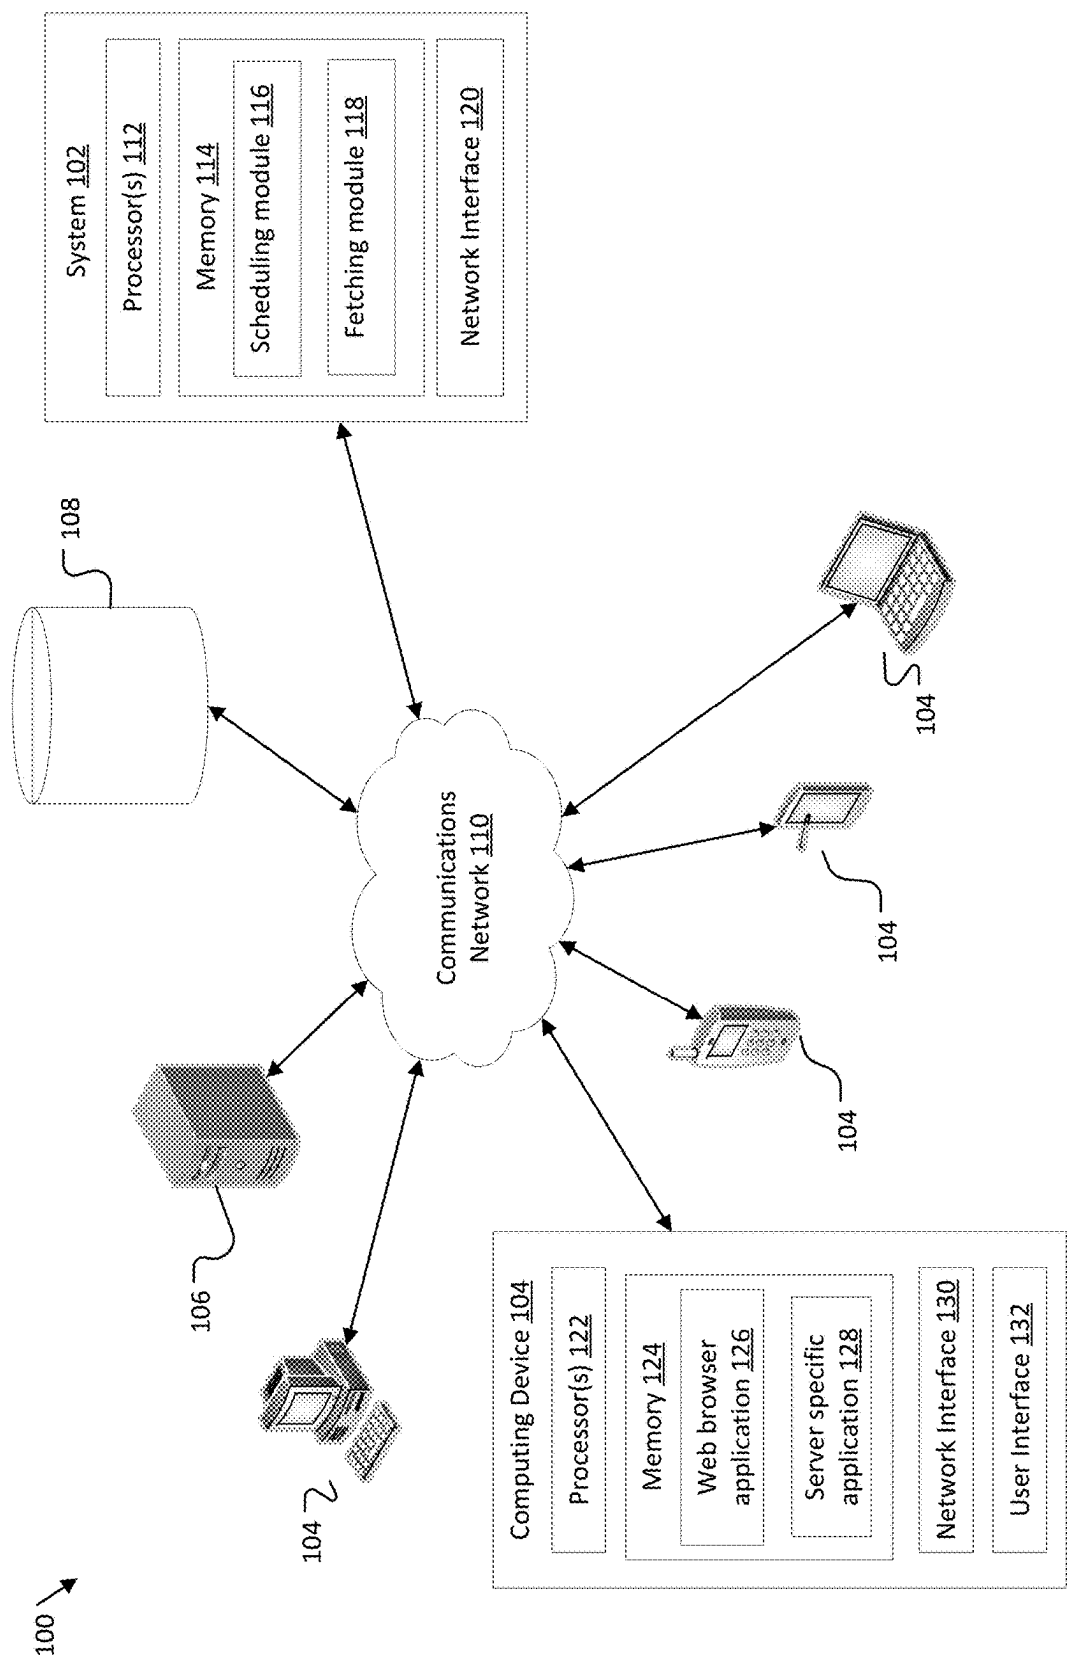 100
104
106
108
System 102
Processor(s) 112
Memory 114
Scheduling module 116
Fetching module 118
Network Interface 120
Communications
Network 110
Computing Device 104
Processor(s) 122
Memory 124
Web browser
application 126
Server specific
application 128
Network Interface 130
User Interface 132
104
104
104